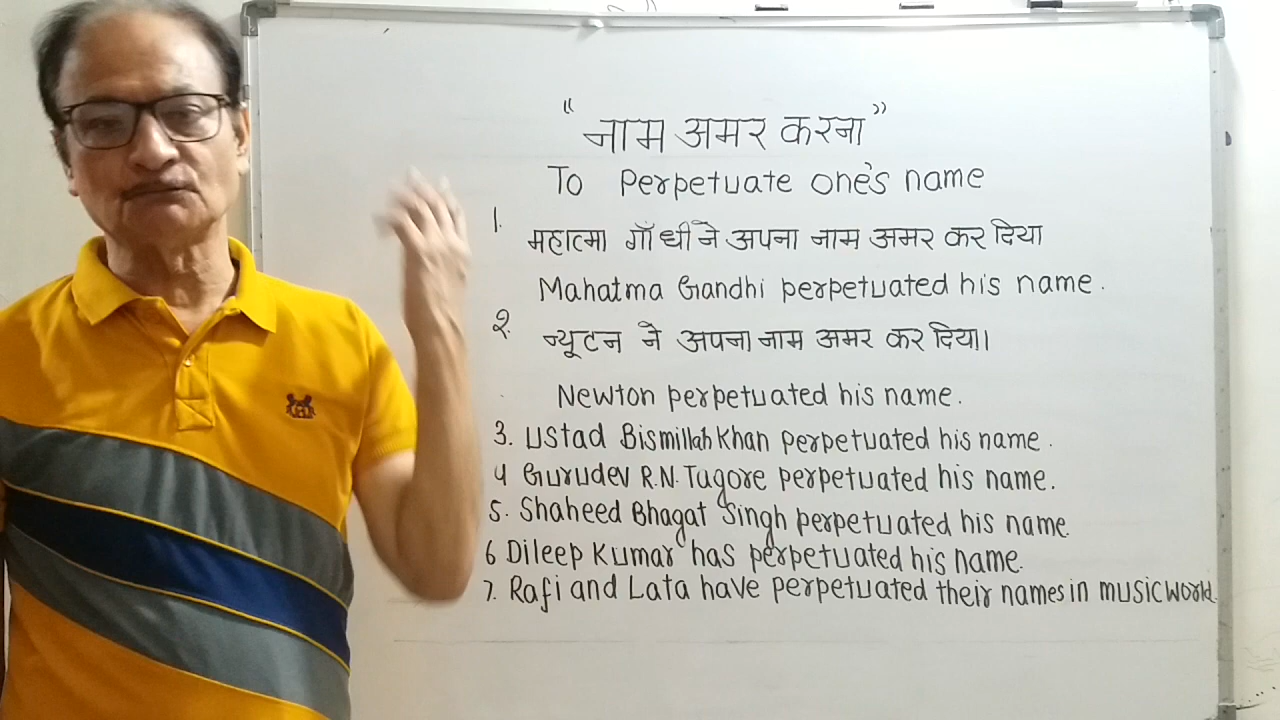 "नाम अमर करना"
To Perpetuate one's name
1. महात्मा गाँधी ने अपना नाम अमर कर दिया
Mahatma Gandhi perpetuated his name.
२. न्यूटन ने अपना नाम अमर कर दिया।
Newton perpetuated his name.
3. Ustad Bismillah Khan perpetuated his name.
4 Gurudev R.N. Tagore perpetuated his name.
5. Shaheed Bhagat Singh perpetuated his name.
6 Dileep Kumar has perpetuated his name.
7. Rafi and Lata have perpetuated their names in music world.